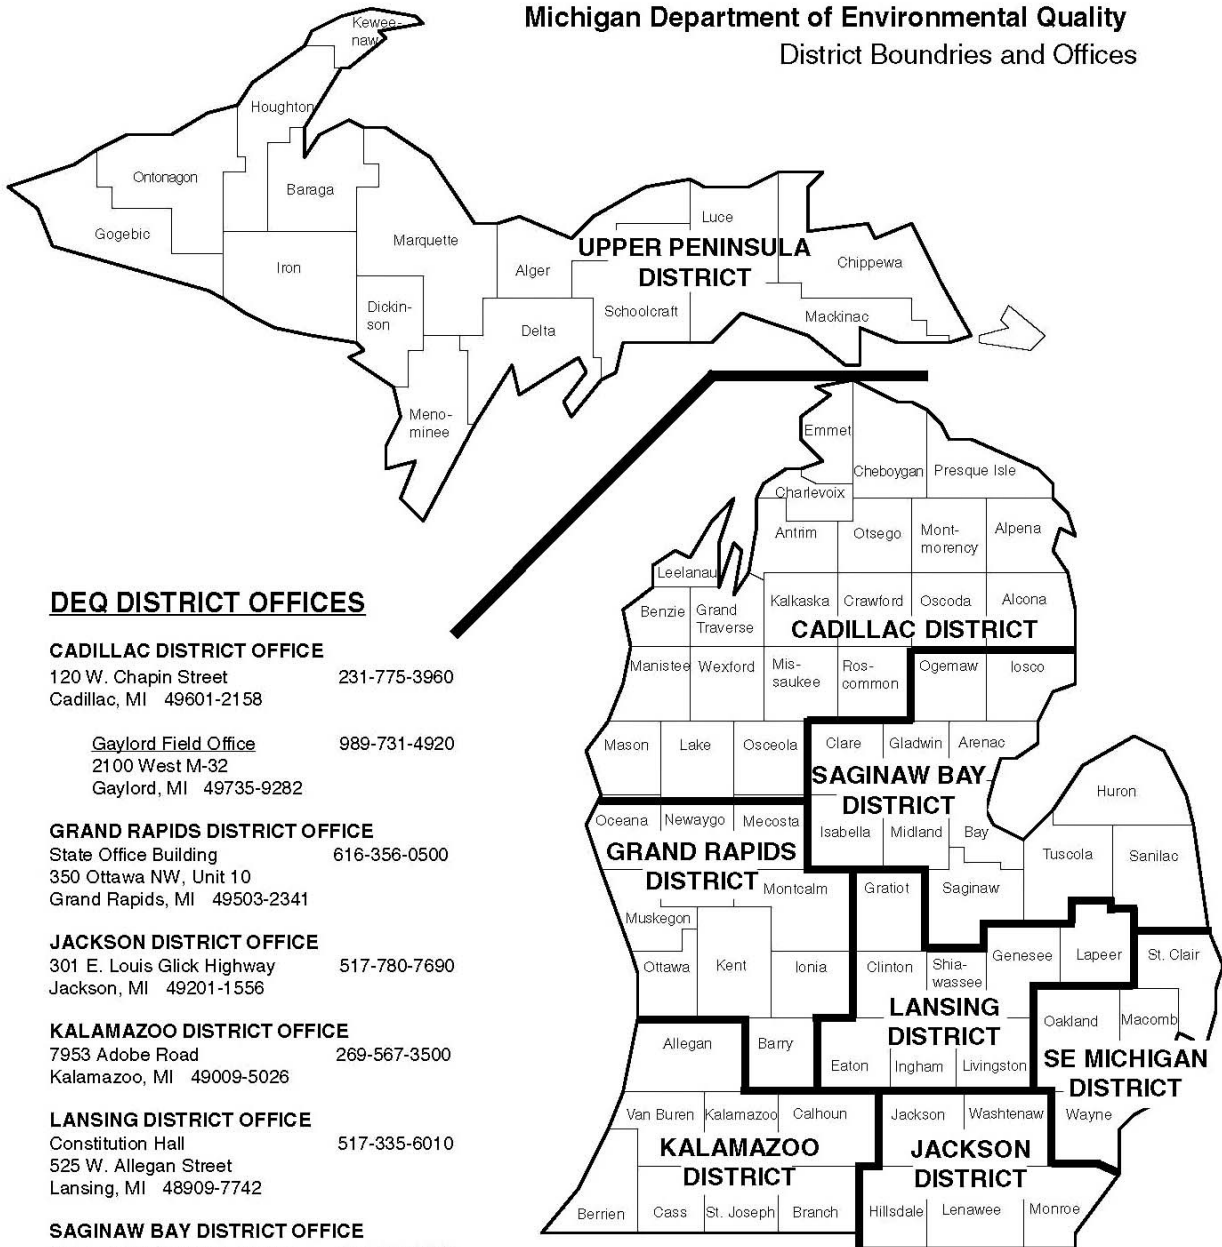 Michigan Department of Environmental Quality
District Boundries and Offices
Kewee-
naw
Houghton
Ontonagon
Baraga
Gogebic
Iron
Marquette
Dickin-
son
Meno-
minee
Alger
Delta
Schoolcraft
Luce
UPPER PENINSULA
DISTRICT
Chippewa
Mackinac
Emmet
Cheboygan
Presque Isle
Charlevoix
Antrim
Otsego
Mont-
morency
Alpena
Leelanau
Benzie
Grand
Traverse
Kalkaska
Crawford
Oscoda
Alcona
CADILLAC DISTRICT
Manistee
Wexford
Mis-
saukee
Ros-
common
Ogemaw
Iosco
Mason
Lake
Osceola
Clare
Gladwin
Arenac
SAGINAW BAY
DISTRICT
Huron
Oceana
Newaygo
Mecosta
Isabella
Midland
Bay
Tuscola
Sanilac
GRAND RAPIDS
DISTRICT
Montcalm
Gratiot
Saginaw
Muskegon
Ottawa
Kent
Ionia
Clinton
Shia-
wassee
Genesee
Lapeer
St. Clair
LANSING
DISTRICT
Oakland
Macomb
Allegan
Barry
Eaton
Ingham
Livingston
SE MICHIGAN
DISTRICT
Van Buren
Kalamazoo
Calhoun
Jackson
Washtenaw
Wayne
KALAMAZOO
DISTRICT
JACKSON
DISTRICT
Berrien
Cass
St. Joseph
Branch
Hillsdale
Lenawee
Monroe
DEQ DISTRICT OFFICES
CADILLAC DISTRICT OFFICE
120 W. Chapin Street 231-775-3960
Cadillac, MI 49601-2158
Gaylord Field Office 989-731-4920
2100 West M-32
Gaylord, MI 49735-9282
GRAND RAPIDS DISTRICT OFFICE
State Office Building 616-356-0500
350 Ottawa NW, Unit 10
Grand Rapids, MI 49503-2341
JACKSON DISTRICT OFFICE
301 E. Louis Glick Highway 517-780-7690
Jackson, MI 49201-1556
KALAMAZOO DISTRICT OFFICE
7953 Adobe Road 269-567-3500
Kalamazoo, MI 49009-5026
LANSING DISTRICT OFFICE
Constitution Hall 517-335-6010
525 W. Allegan Street
Lansing, MI 48909-7742
SAGINAW BAY DISTRICT OFFICE